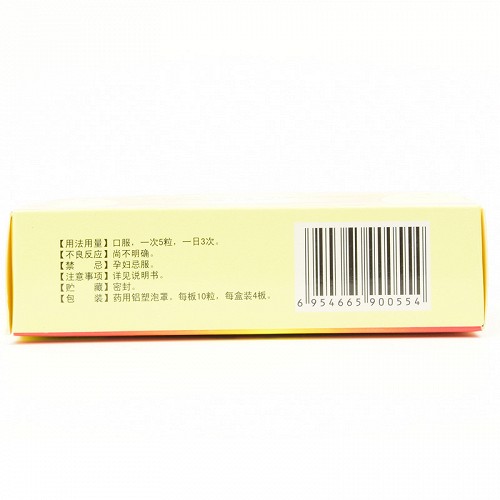 【用法用量】口服，一次5粒，一日3次。
【不良反应】尚不明确。
【禁 忌】孕妇忌服。
【注意事项】详见说明书。
【贮 藏】密封。
【包 装】药用铝塑泡罩，每板10粒，每盒装4板。
6 954665 900554